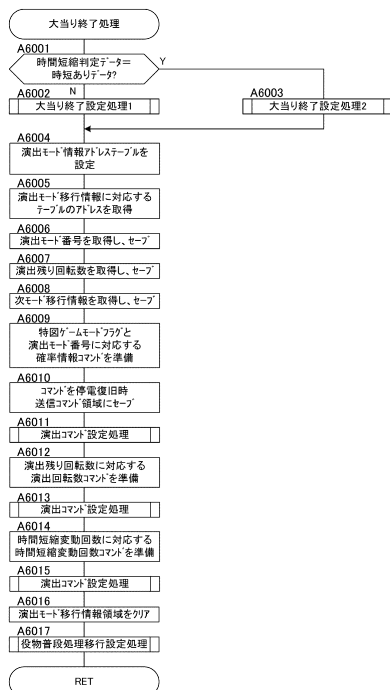 大当り終了処理
A6001
時間短縮判定データ＝
時短ありデータ?
Y
N
A6002
大当り終了設定処理1
A6003
大当り終了設定処理2
A6004
演出モード情報アドレステーブルを
設定
A6005
演出モード移行情報に対応する
テーブルのアドレスを取得
A6006
演出モード番号を取得し、セーブ
A6007
演出残り回転数を取得し、セーブ
A6008
次モード移行情報を取得し、セーブ
A6009
特図ゲームモードフラグと
演出モード番号に対応する
確率情報コマンドを準備
A6010
コマンドを停電復旧時
送信コマンド領域にセーブ
A6011
演出コマンド設定処理
A6012
演出残り回転数に対応する
演出回転数コマンドを準備
A6013
演出コマンド設定処理
A6014
時間短縮変動回数に対応する
時間短縮変動回数コマンドを準備
A6015
演出コマンド設定処理
A6016
演出モード移行情報領域をクリア
A6017
役物普段処理移行設定処理
RET